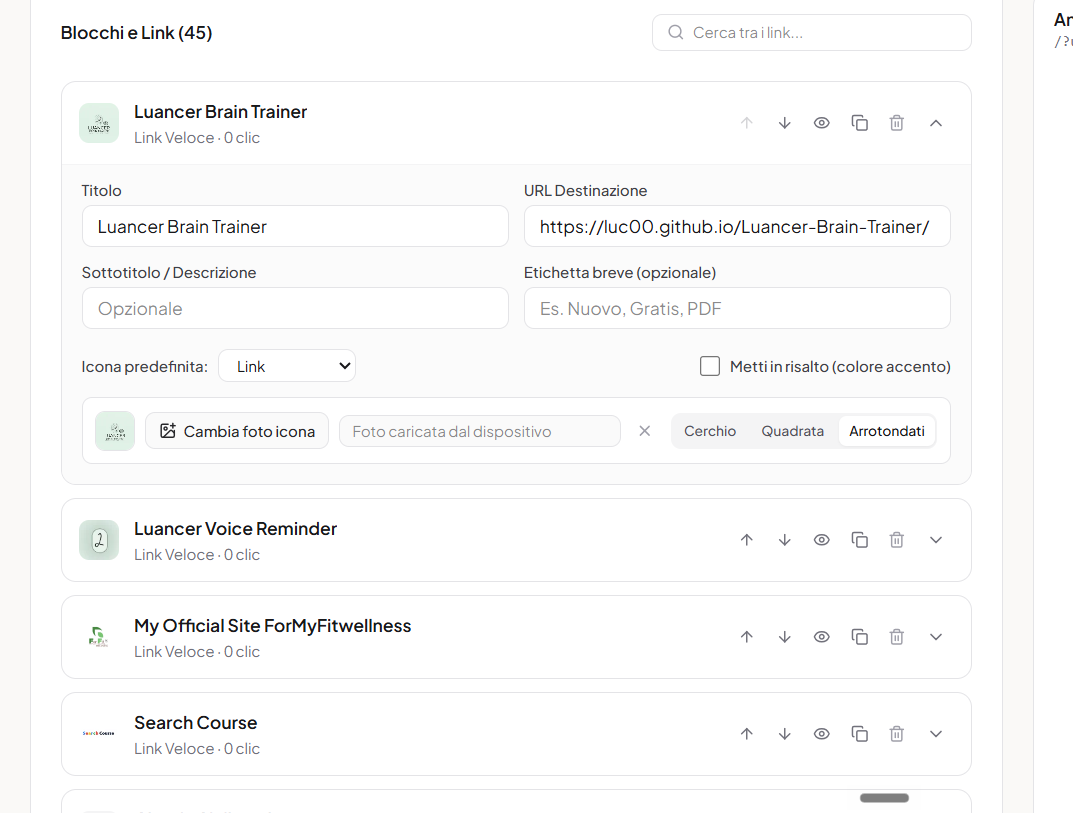 Blocchi e Link (45)
Cerca tra i link...
/?
Luancer Brain Trainer
Link Veloce · 0 clic
Titolo
URL Destinazione
Luancer Brain Trainer
https://luc00.github.io/Luancer-Brain-Trainer/
Sottotitolo / Descrizione
Etichetta breve (opzionale)
Opzionale
Es. Nuovo, Gratis, PDF
Icona predefinita:
Link
Metti in risalto (colore accento)
Cambia foto icona
Foto caricata dal dispositivo
Cerchio
Quadrata
Arrotondati
Luancer Voice Reminder
Link Veloce · 0 clic
My Official Site ForMyFitwellness
Link Veloce · 0 clic
Search Course
Search Course
Link Veloce · 0 clic